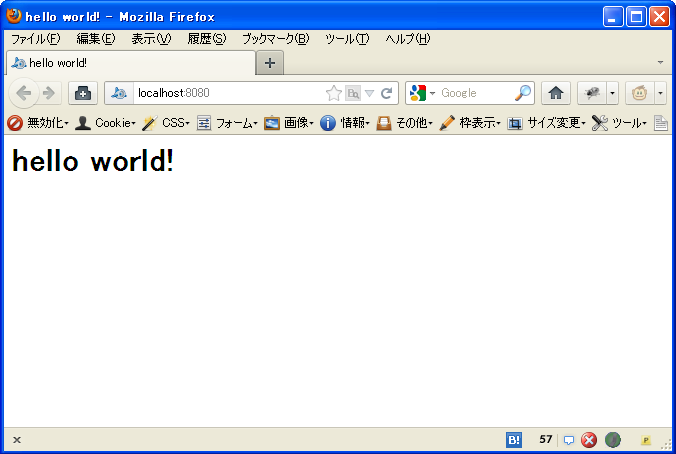 hello world! - Mozilla Firefox
ファイル(F) 編集(E) 表示(V) 履歴(S) ブックマーク(B) ツール(T) ヘルプ(H)
hello world!
localhost:8080 Google
無効化 Cookie CSS フォーム 画像 情報 その他 枠表示 サイズ変更 ツール
hello world!
× B! 57 P